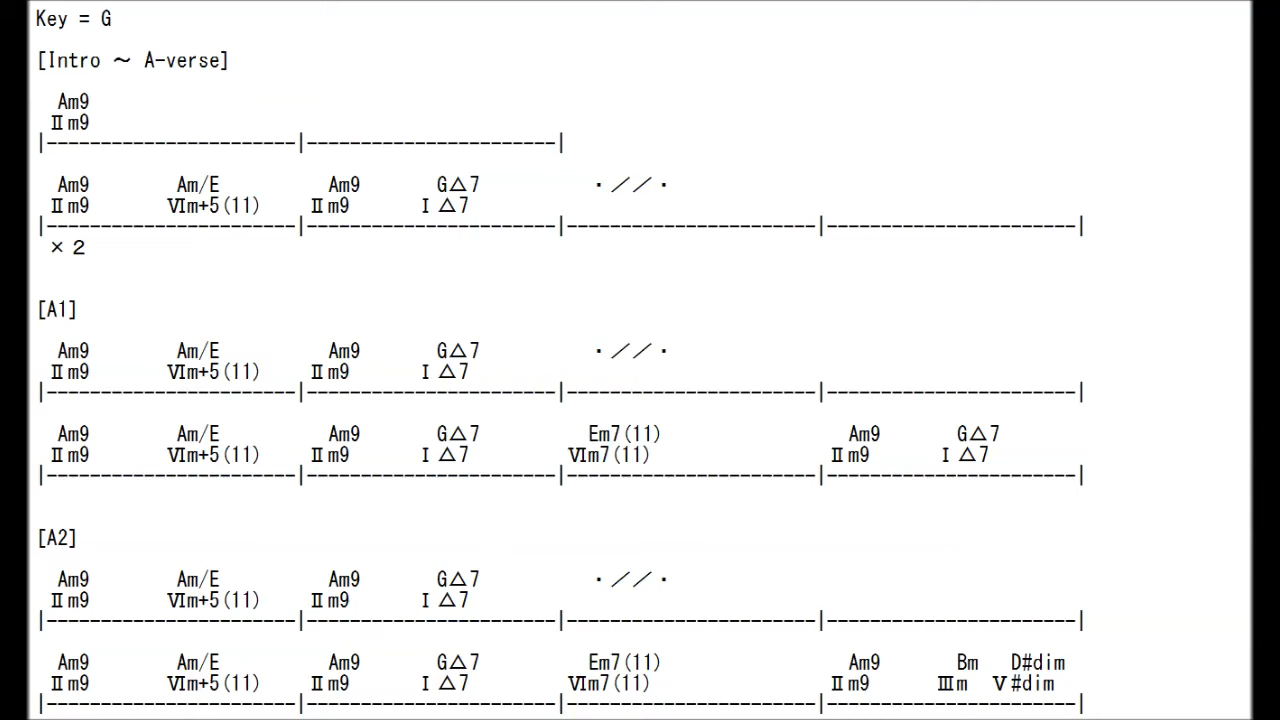 Key = G
[Intro ～ A-verse]
Am9
Ⅱm9
|-----------------------|-----------------------|
Am9 Am/E Am9 G△7 ・／／・
Ⅱm9 Ⅵm+5(11) Ⅱm9 Ⅰ△7
|-----------------------|-----------------------|-----------------------|-----------------------|
×２
[A1]
Am9 Am/E Am9 G△7 ・／／・
Ⅱm9 Ⅵm+5(11) Ⅱm9 Ⅰ△7
|-----------------------|-----------------------|-----------------------|-----------------------|
Am9 Am/E Am9 G△7 Em7(11) Am9 G△7
Ⅱm9 Ⅵm+5(11) Ⅱm9 Ⅰ△7 Ⅵm7(11) Ⅱm9 Ⅰ△7
|-----------------------|-----------------------|-----------------------|-----------------------|
[A2]
Am9 Am/E Am9 G△7 ・／／・
Ⅱm9 Ⅵm+5(11) Ⅱm9 Ⅰ△7
|-----------------------|-----------------------|-----------------------|-----------------------|
Am9 Am/E Am9 G△7 Em7(11) Am9 Bm D#dim
Ⅱm9 Ⅵm+5(11) Ⅱm9 Ⅰ△7 Ⅵm7(11) Ⅱm9 Ⅲm Ⅴ#dim
|-----------------------|-----------------------|-----------------------|-----------------------|